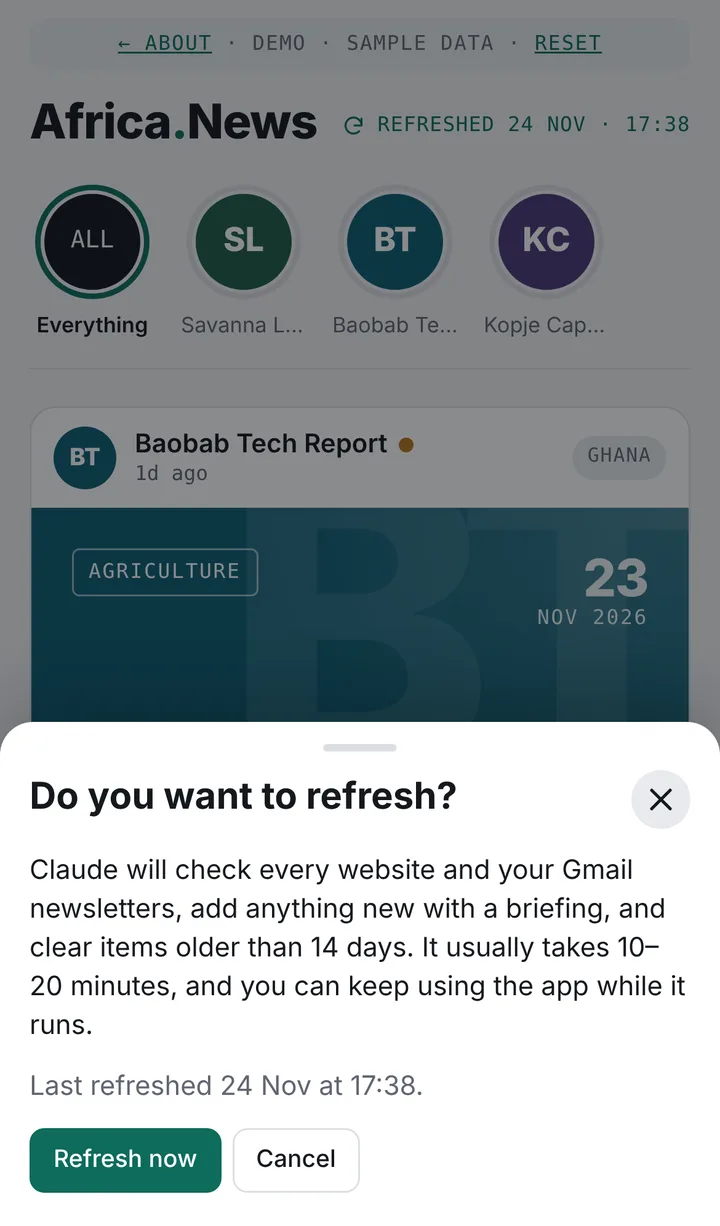 ← ABOUT · DEMO · SAMPLE DATA · RESET
Africa.News
REFRESHED 24 NOV · 17:38
ALL
SL
BT
KC
Everything
Savanna L...
Baobab Te...
Kopje Cap...
BT
Baobab Tech Report
1d ago
GHANA
BT
AGRICULTURE
23
NOV 2026
Do you want to refresh?
Claude will check every website and your Gmail
newsletters, add anything new with a briefing, and
clear items older than 14 days. It usually takes 10–
20 minutes, and you can keep using the app while it
runs.
Last refreshed 24 Nov at 17:38.
Refresh now
Cancel